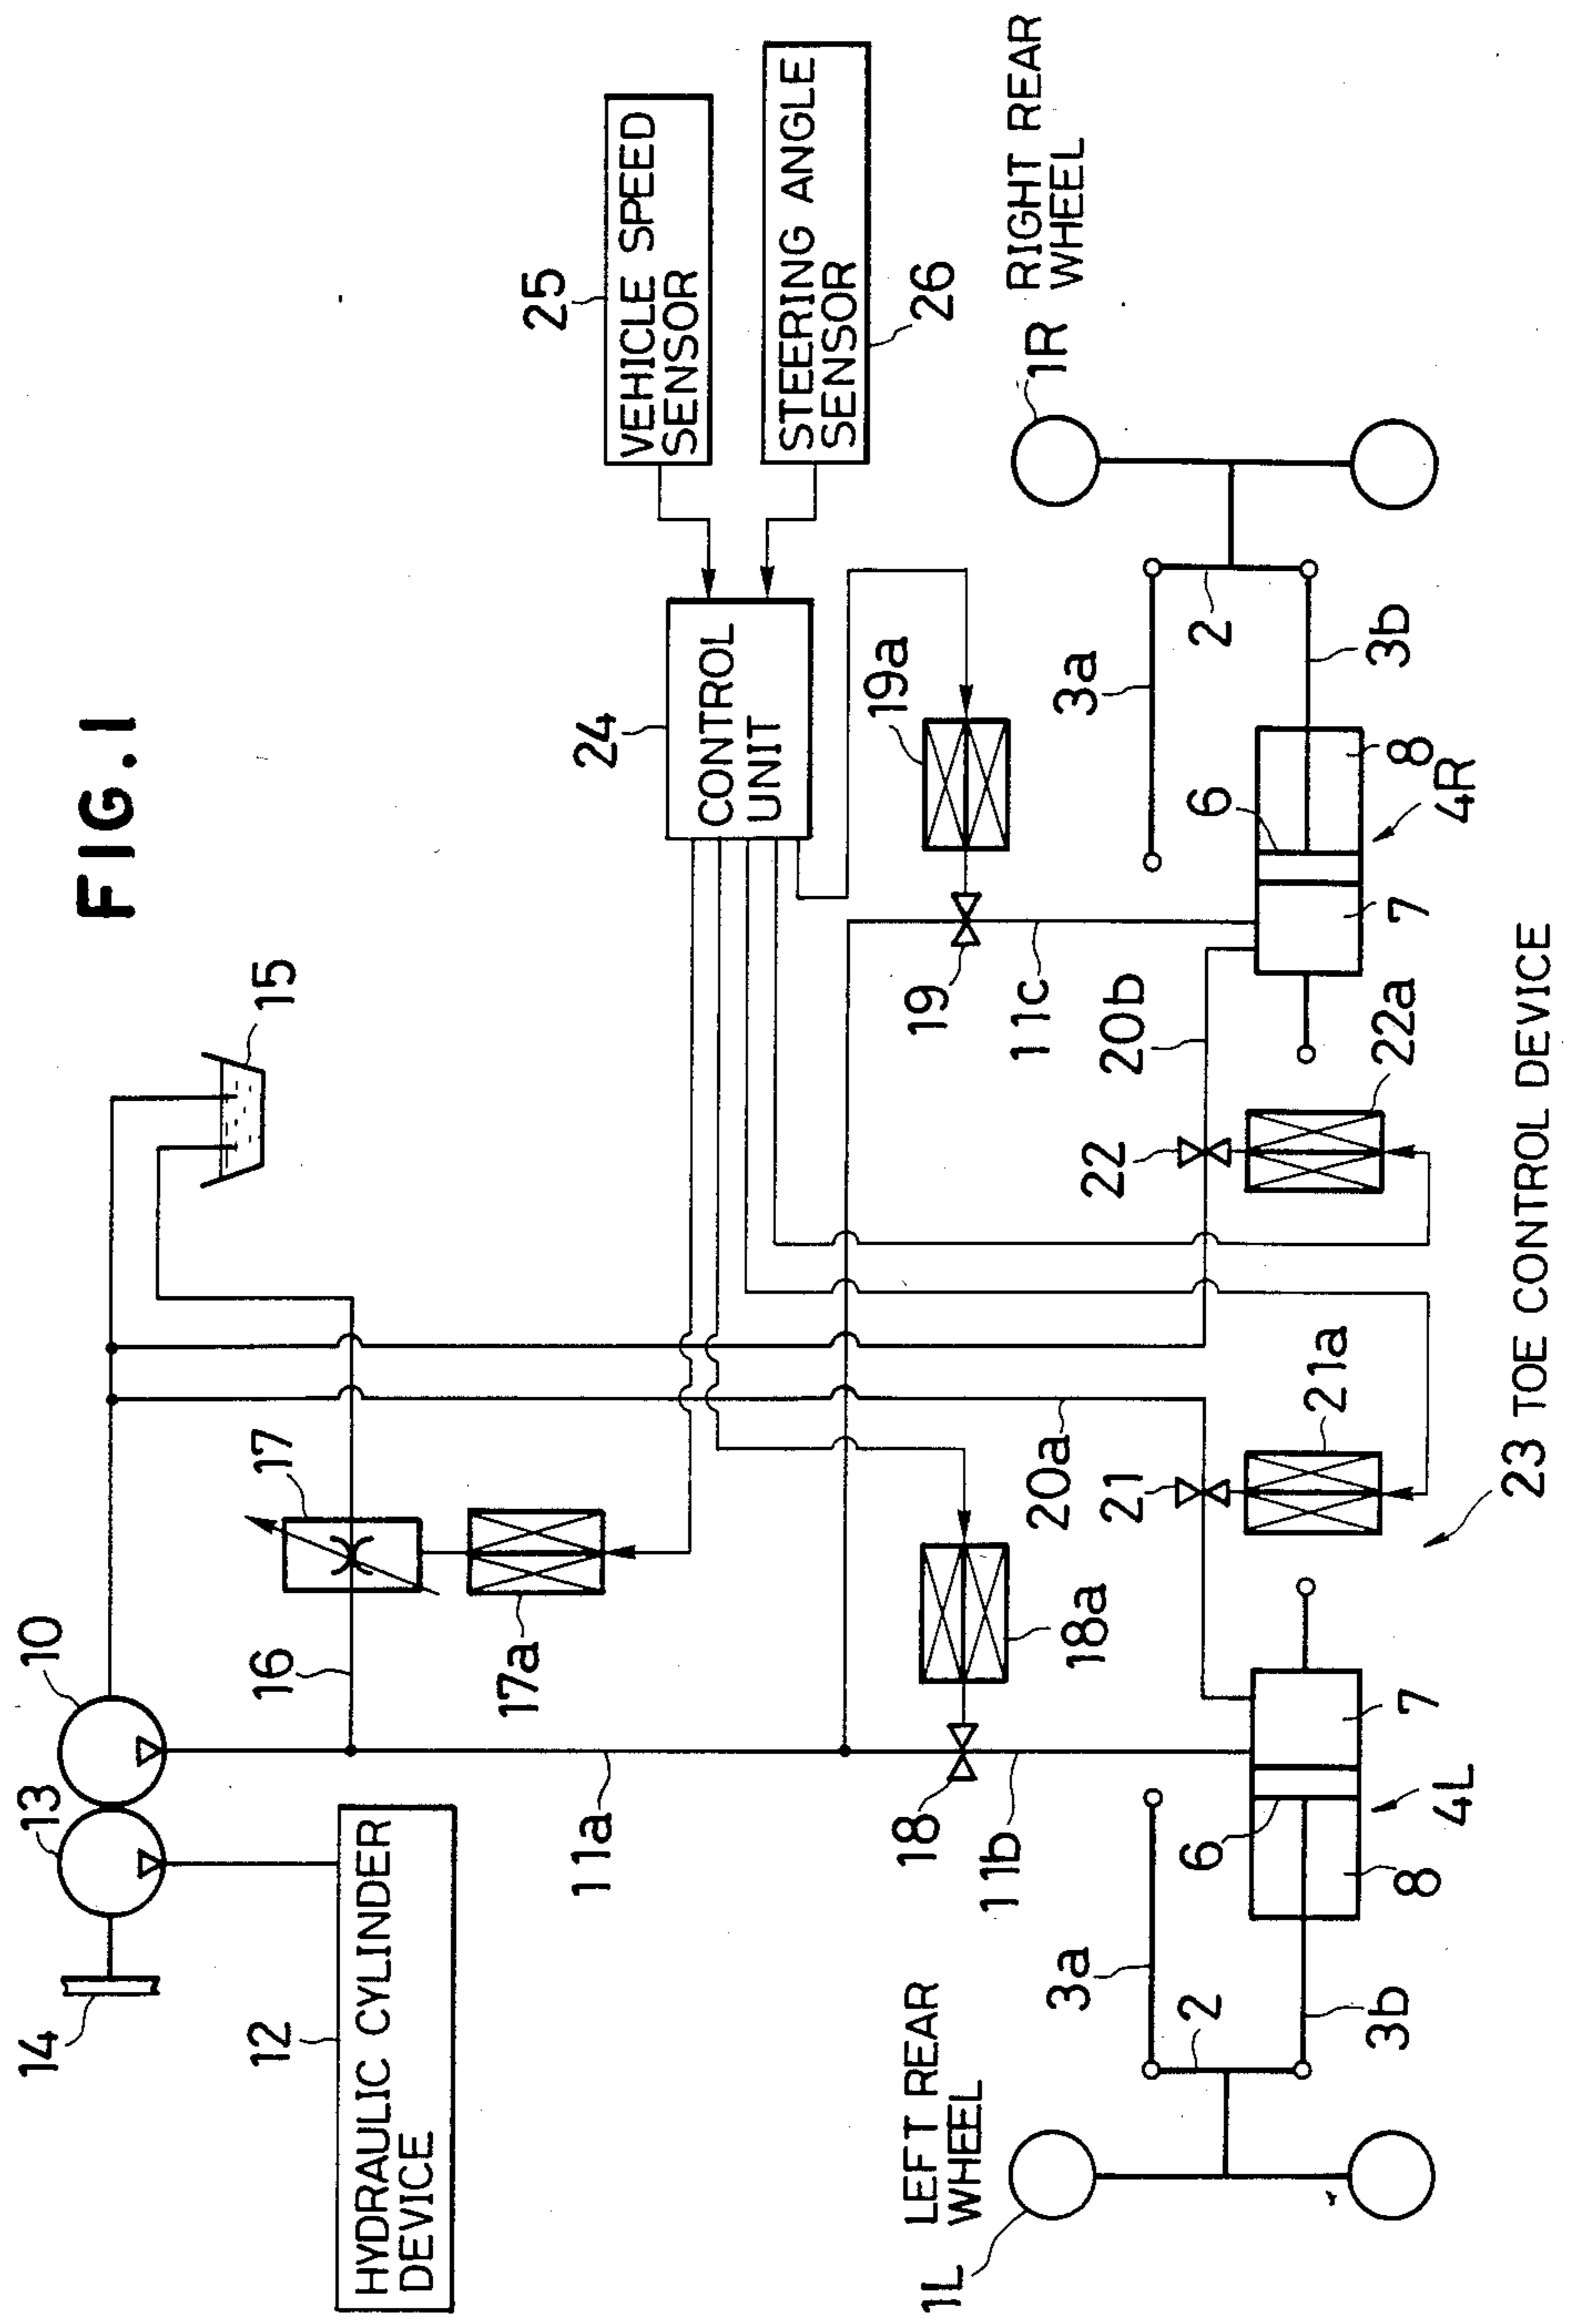 FIG.1
10
13
14
15
16
17
17a
12
HYDRAULIC CYLINDER
DEVICE
11a
24
CONTROL
UNIT
25
VEHICLE SPEED
SENSOR
STEERING ANGLE
SENSOR
26
18
18a
11b
19
19a
11c
20a
20b
21
21a
22
22a
LEFT REAR
WHEEL
1L
2
3a
3b
6
7
8
4L
1R
RIGHT REAR
WHEEL
2
3a
3b
6
7
8
4R
23 TOE CONTROL DEVICE